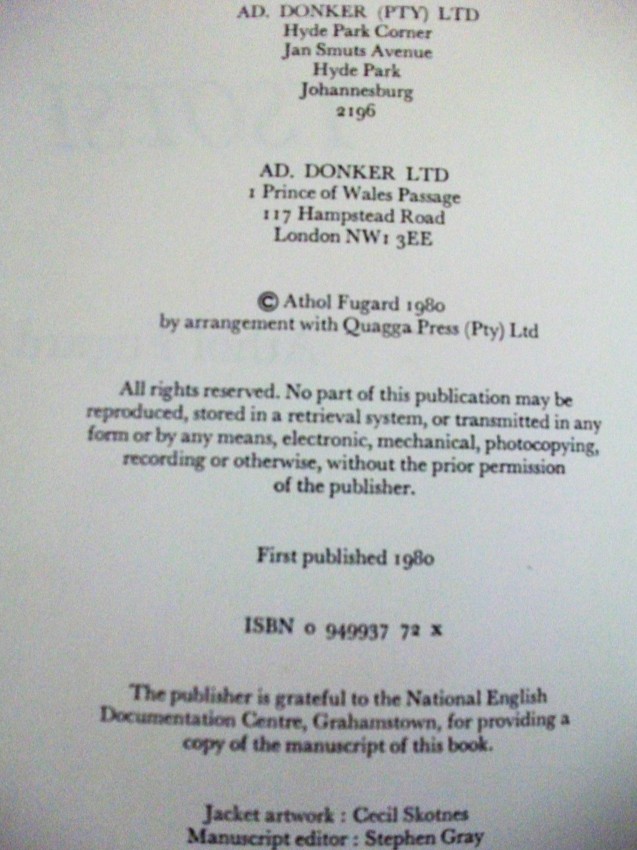 AD. DONKER (PTY) LTD
Hyde Park Corner
Jan Smuts Avenue
Hyde Park
Johannesburg
2196
AD. DONKER LTD
1 Prince of Wales Passage
117 Hampstead Road
London NW1 3EE
© Athol Fugard 1980
by arrangement with Quagga Press (Pty) Ltd
All rights reserved. No part of this publication may be
reproduced, stored in a retrieval system, or transmitted in any
form or by any means, electronic, mechanical, photocopying,
recording or otherwise, without the prior permission
of the publisher.
First published 1980
ISBN 0 949937 72 x
The publisher is grateful to the National English
Documentation Centre, Grahamstown, for providing a
copy of the manuscript of this book.
Jacket artwork : Cecil Skotnes
Manuscript editor : Stephen Gray